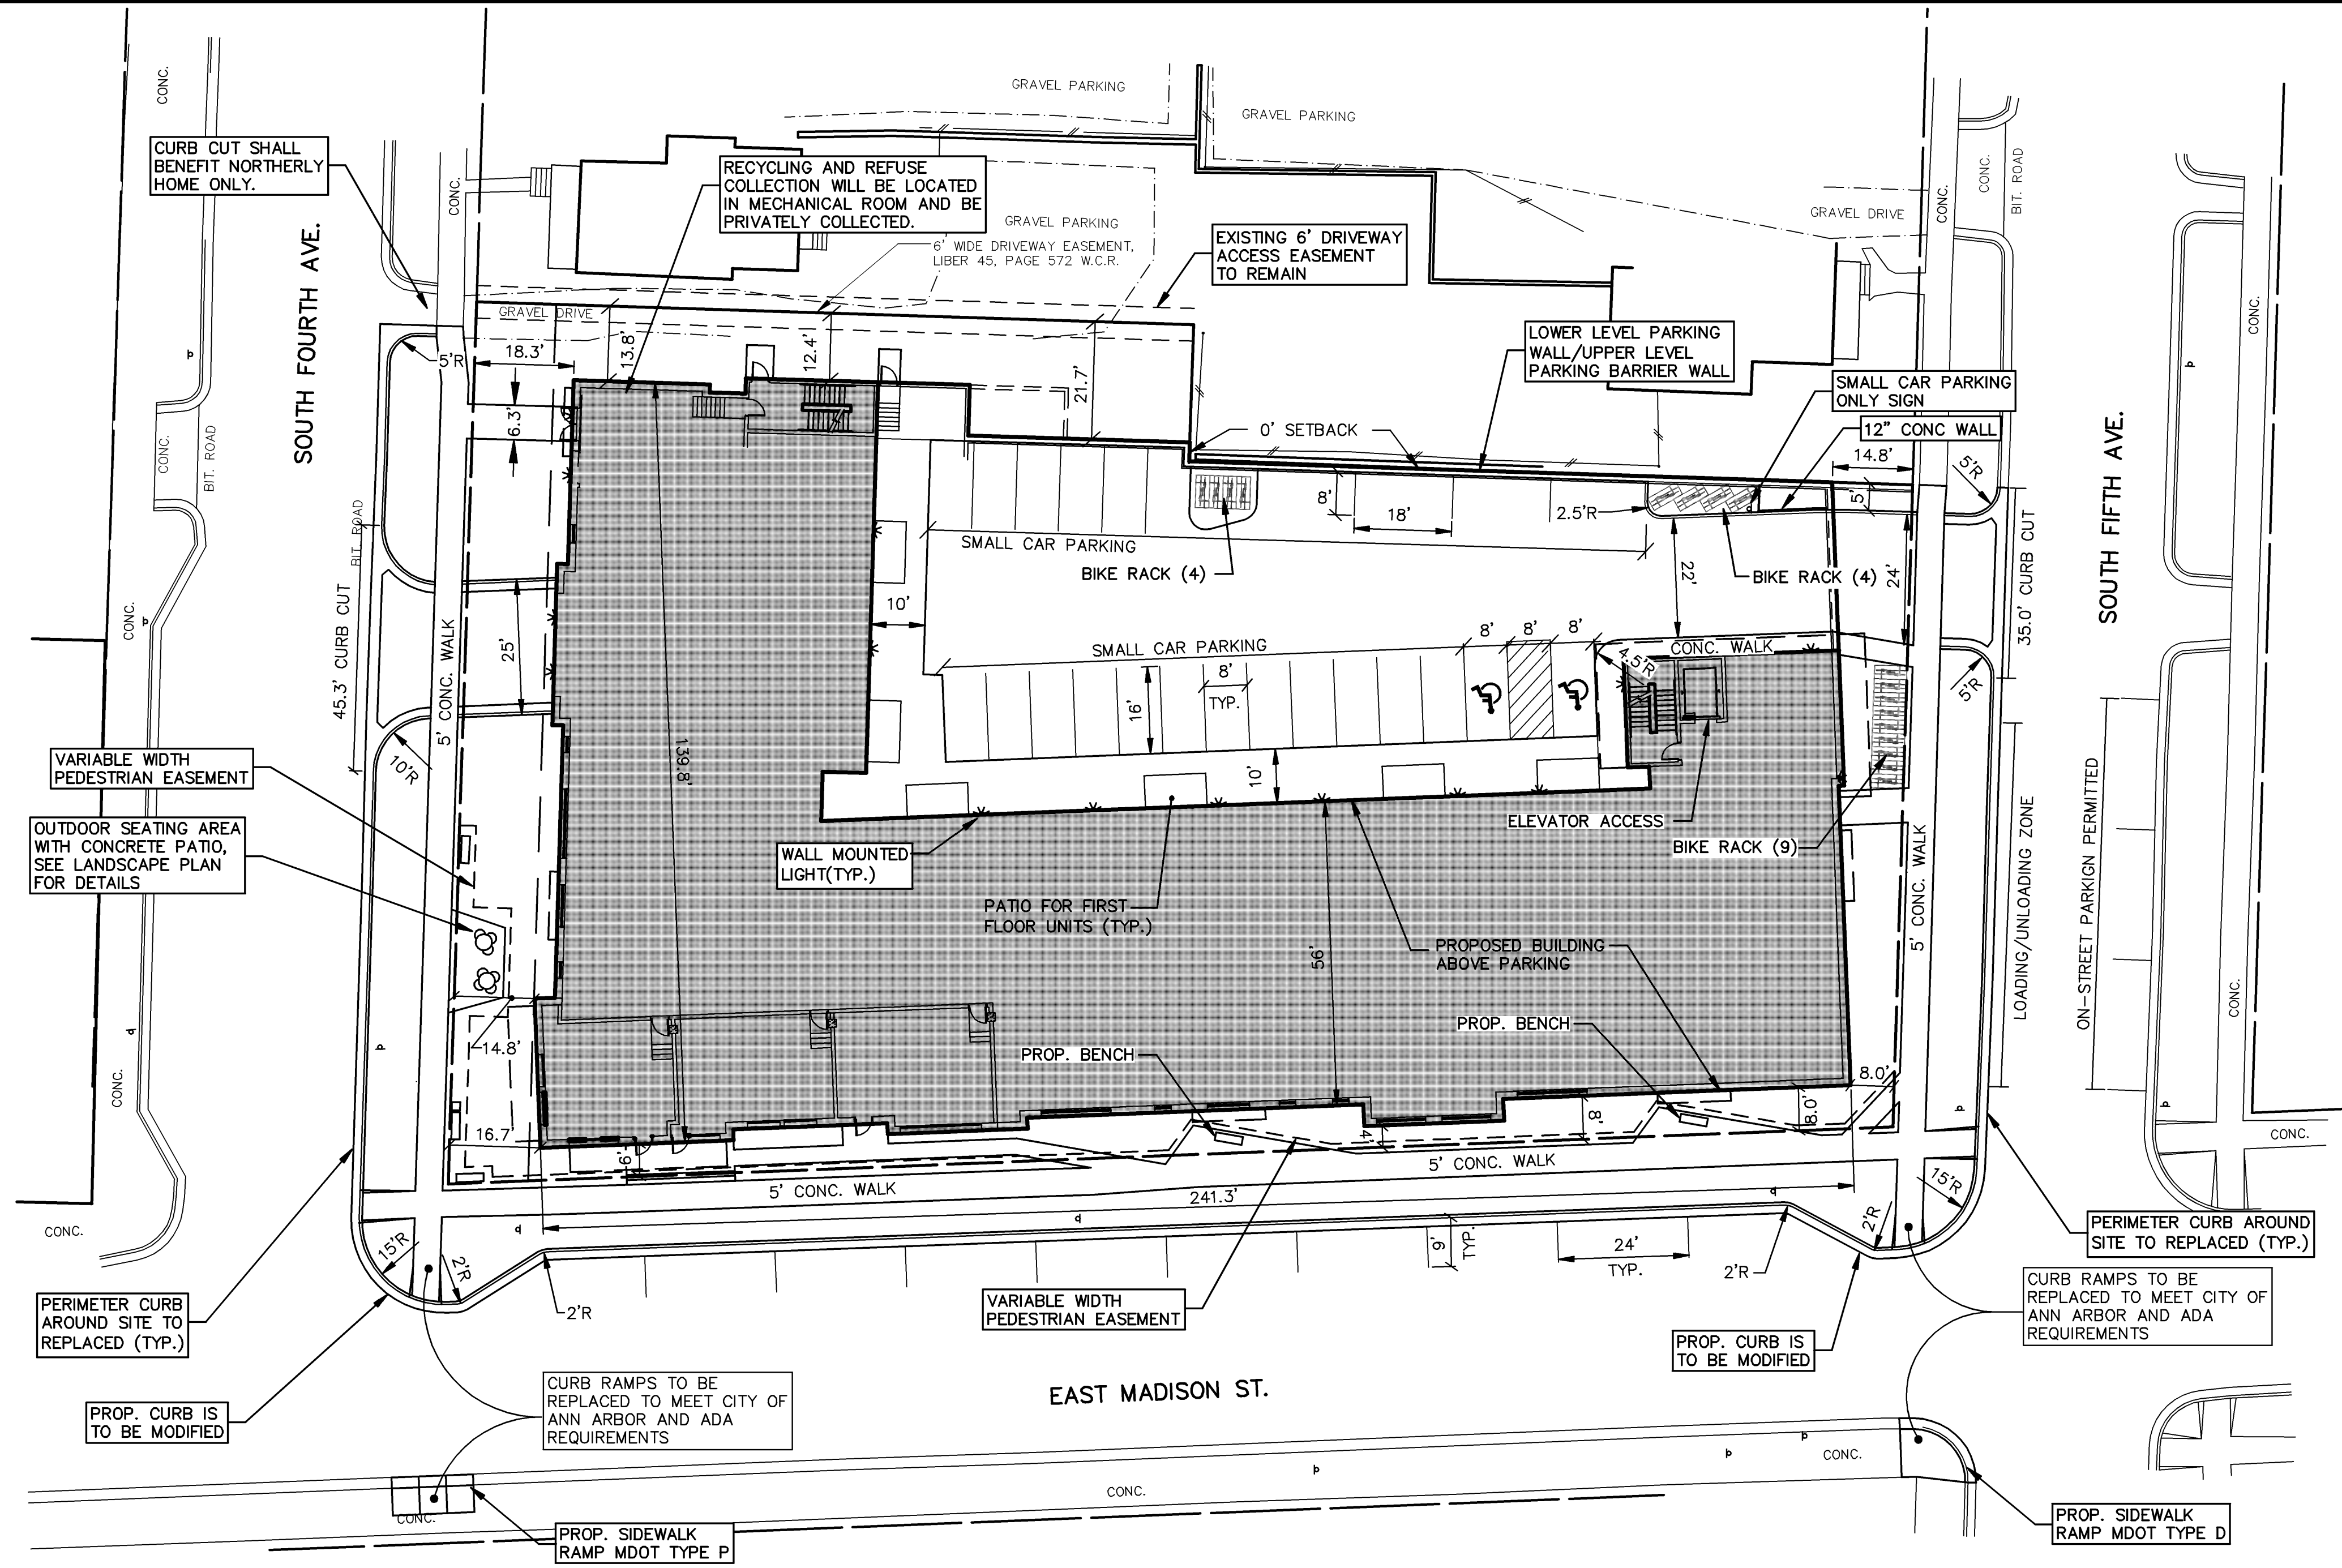 CONC.
CONC.
GRAVEL PARKING
GRAVEL PARKING
CURB CUT SHALL
BENEFIT NORTHERLY
HOME ONLY.
CONC.
RECYCLING AND REFUSE
COLLECTION WILL BE LOCATED
IN MECHANICAL ROOM AND BE
PRIVATELY COLLECTED.
GRAVEL PARKING
6' WIDE DRIVEWAY EASEMENT,
LIBER 45, PAGE 572 W.C.R.
EXISTING 6' DRIVEWAY
ACCESS EASEMENT
TO REMAIN
GRAVEL DRIVE
CONC.
CONC.
BIT. ROAD
SOUTH FOURTH AVE.
GRAVEL DRIVE
LOWER LEVEL PARKING
WALL/UPPER LEVEL
PARKING BARRIER WALL
SMALL CAR PARKING
ONLY SIGN
12" CONC WALL
CONC.
5'R
18.3'
13.8'
12.4'
21.7'
6.3'
0' SETBACK
14.8'
5'R
5'
CONC.
BIT. ROAD
BIT. ROAD
45.3' CURB CUT
8'
18'
2.5'R
SMALL CAR PARKING
BIKE RACK (4)
22'
BIKE RACK (4)
24'
35.0' CURB CUT
SOUTH FIFTH AVE.
CONC.
25'
5' CONC. WALK
10'
SMALL CAR PARKING
8'
8'
8'
CONC. WALK
4.5'R
5'R
8'
TYP.
16'
139.8'
10'R
VARIABLE WIDTH
PEDESTRIAN EASEMENT
OUTDOOR SEATING AREA
WITH CONCRETE PATIO,
SEE LANDSCAPE PLAN
FOR DETAILS
10'
WALL MOUNTED
LIGHT(TYP.)
ELEVATOR ACCESS
BIKE RACK (9)
5' CONC. WALK
LOADING/UNLOADING ZONE
ON-STREET PARKIGN PERMITTED
CONC.
PATIO FOR FIRST
FLOOR UNITS (TYP.)
56'
PROPOSED BUILDING
ABOVE PARKING
PROP. BENCH
PROP. BENCH
14.8'
CONC.
8.0'
8.0'
8'
4'
16.7'
6'
CONC.
5' CONC. WALK
5' CONC. WALK
241.3'
CONC.
15'R
2'R
15'R
2'R
2'R
2'R
9'
TYP.
24'
TYP.
PERIMETER CURB AROUND
SITE TO REPLACED (TYP.)
PERIMETER CURB
AROUND SITE TO
REPLACED (TYP.)
VARIABLE WIDTH
PEDESTRIAN EASEMENT
CURB RAMPS TO BE
REPLACED TO MEET CITY OF
ANN ARBOR AND ADA
REQUIREMENTS
PROP. CURB IS
TO BE MODIFIED
CURB RAMPS TO BE
REPLACED TO MEET CITY OF
ANN ARBOR AND ADA
REQUIREMENTS
EAST MADISON ST.
PROP. CURB IS
TO BE MODIFIED
CONC.
CONC.
CONC.
PROP. SIDEWALK
RAMP MDOT TYPE P
PROP. SIDEWALK
RAMP MDOT TYPE D